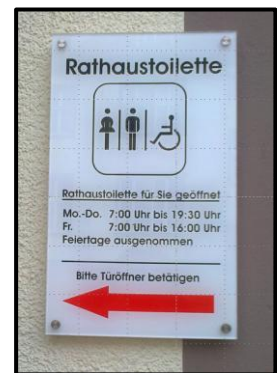 Rathaustoilette
Rathaustoilette für Sie geöffnet
Mo.-Do. 7:00 Uhr bis 19:30 Uhr
Fr. 7:00 Uhr bis 16:00 Uhr
Feiertage ausgenommen
Bitte Türöffner betätigen